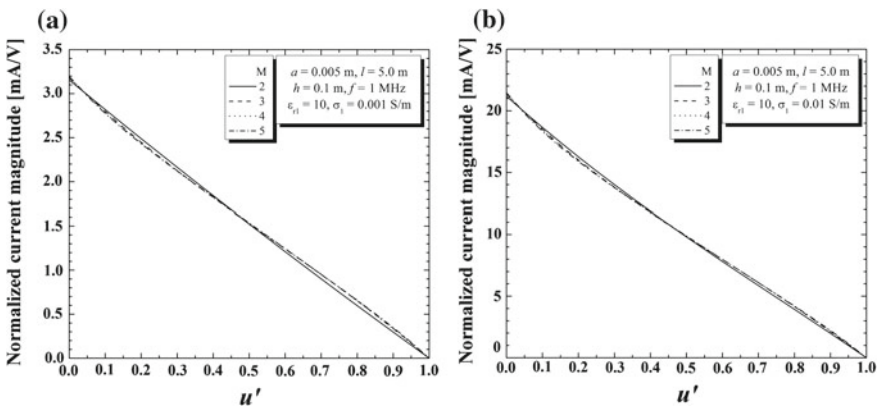 (a)
Normalized current magnitude [mA/V]
3.5
3.0
2.5
2.0
1.5
1.0
0.5
0.0
0.0 0.1 0.2 0.3 0.4 0.5 0.6 0.7 0.8 0.9 1.0
u'
M
2
3
4
5
a = 0.005 m, l = 5.0 m
h = 0.1 m, f = 1 MHz
εr1 = 10, σ1 = 0.001 S/m
(b)
Normalized current magnitude [mA/V]
25
20
15
10
5
0
0.0 0.1 0.2 0.3 0.4 0.5 0.6 0.7 0.8 0.9 1.0
u'
M
2
3
4
5
a = 0.005 m, l = 5.0 m
h = 0.1 m, f = 1 MHz
εr1 = 10, σ1 = 0.01 S/m